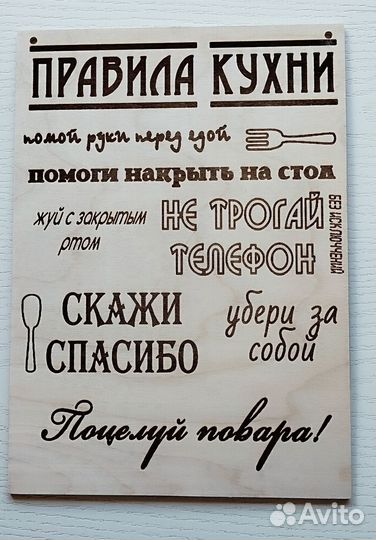 ПРАВИЛА КУХНИ
помой руки перед едой
помоги накрыть на стол
жуй с закрытым
ртом
НЕ ТРОГАЙ
ТЕЛЕФОН
БЕЗ ИСКЛЮЧЕНИЙ
СКАЖИ
СПАСИБО
убери за
собой
Поцелуй повара!
Avito